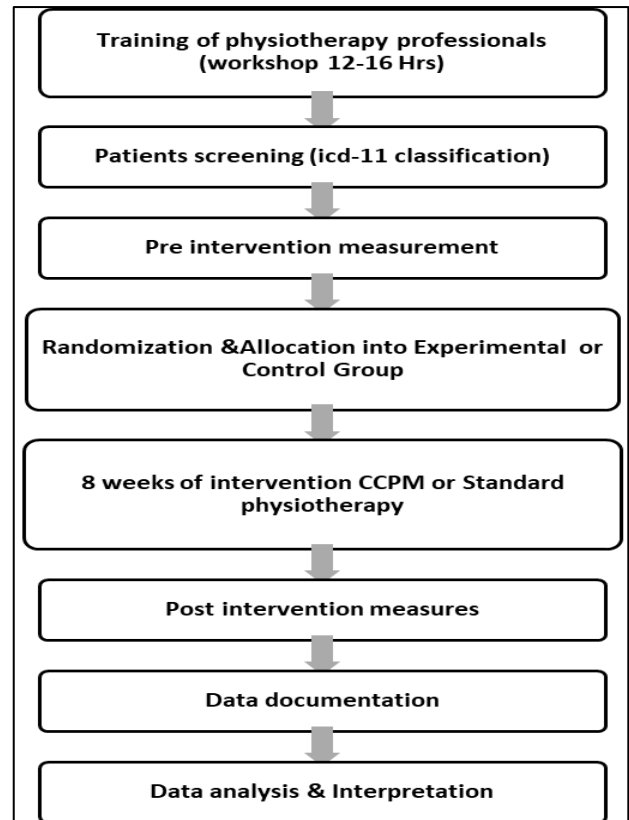 Training of physiotherapy professionals
(workshop 12-16 Hrs)
Patients screening (icd-11 classification)
Pre intervention measurement
Randomization &Allocation into Experimental or
Control Group
8 weeks of intervention CCPM or Standard
physiotherapy
Post intervention measures
Data documentation
Data analysis & Interpretation